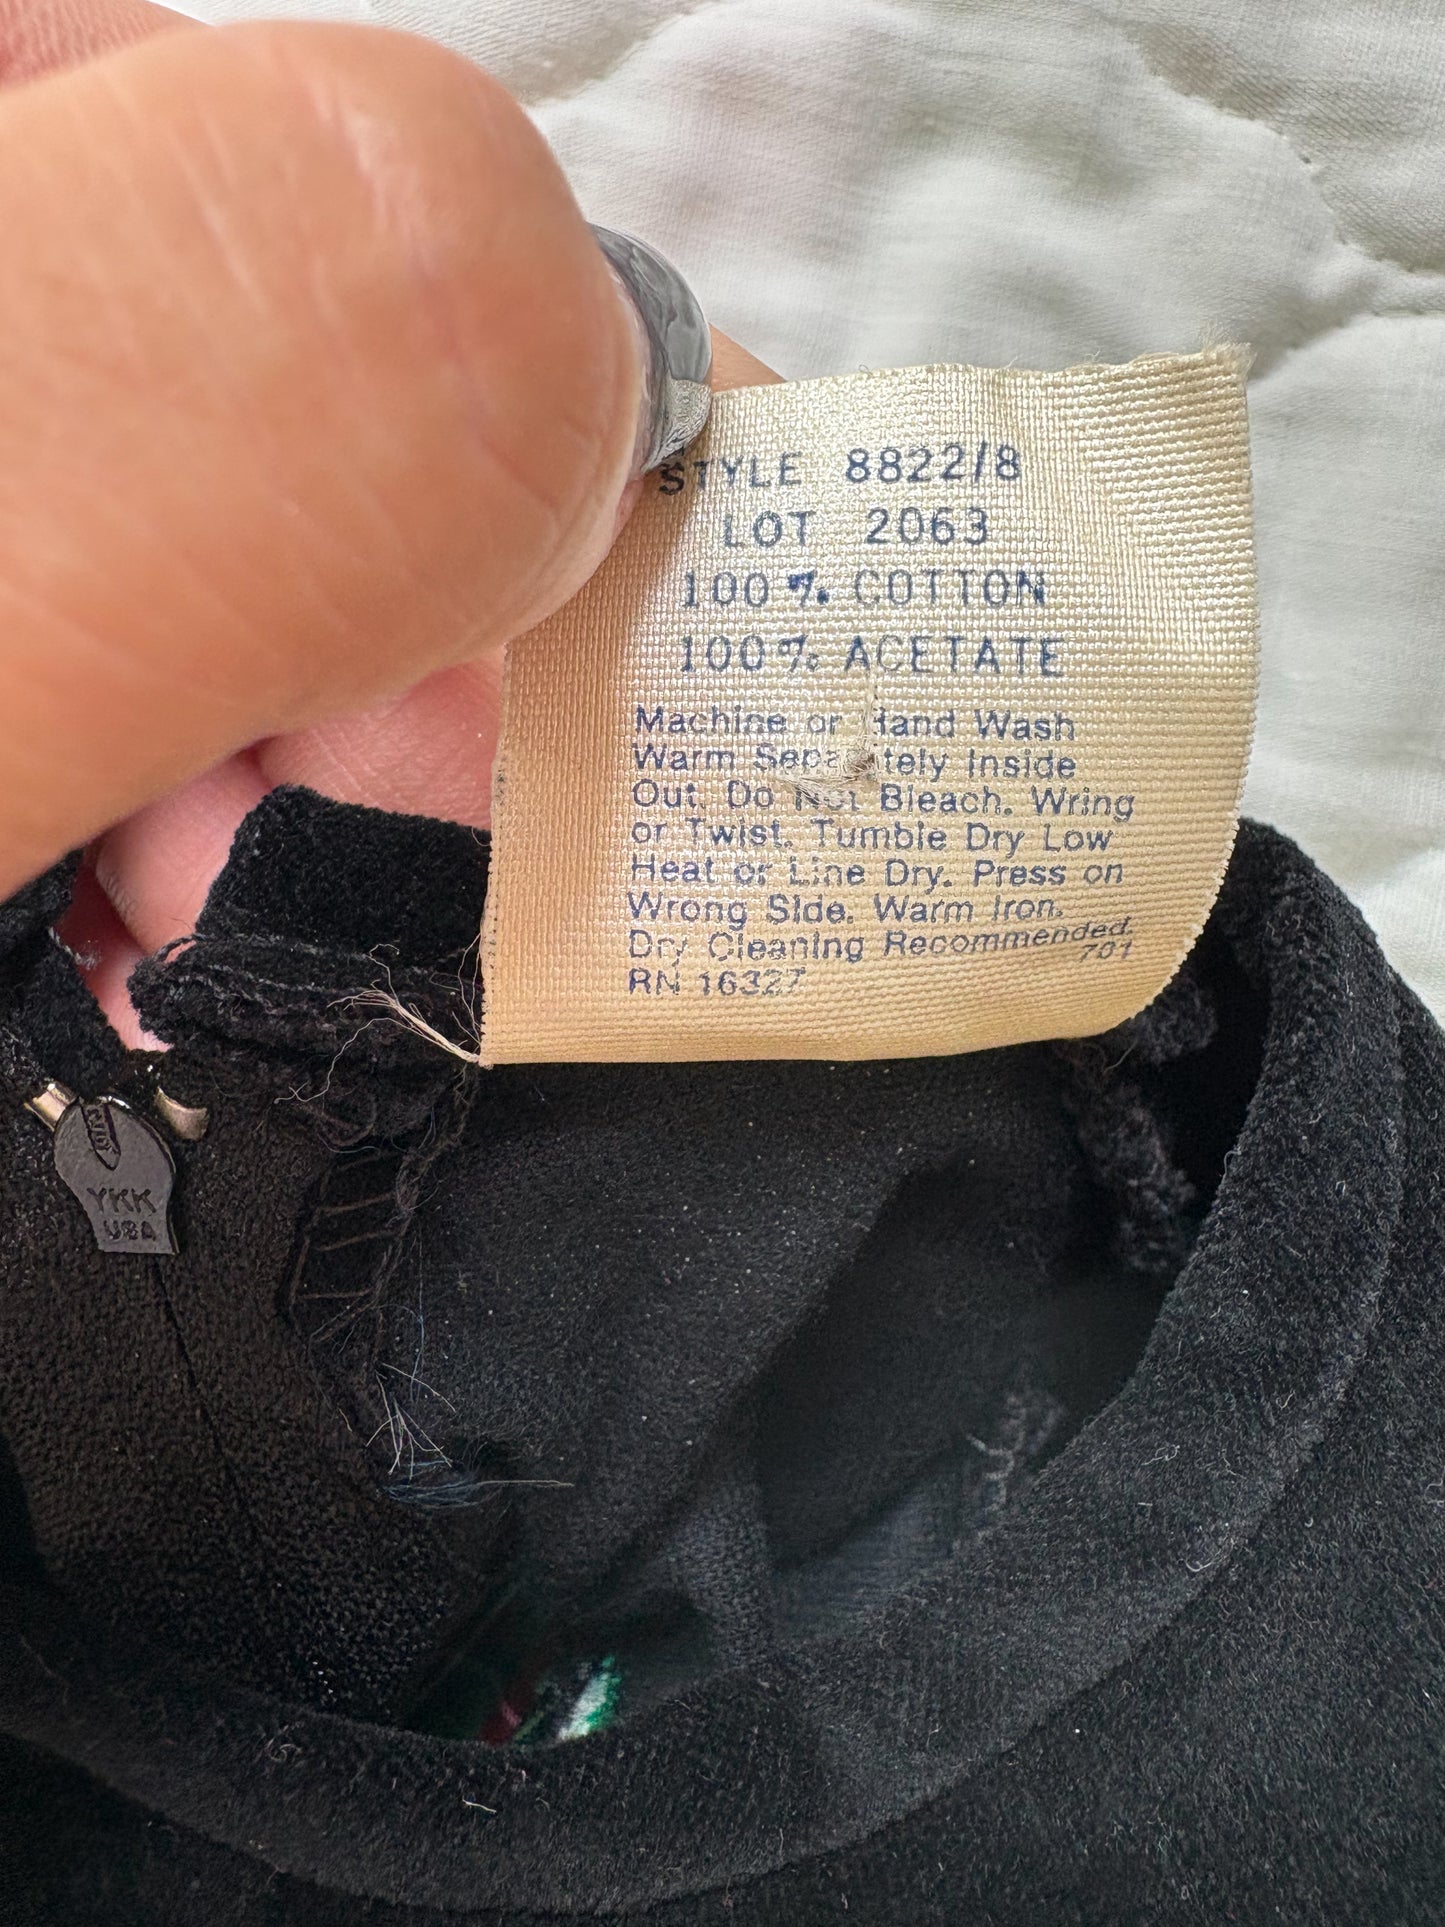 STYLE 8822/8
LOT 2063
100% COTTON
100% ACETATE
Machine or Hand Wash
Warm Separately Inside
Out. Do Not Bleach. Wring
or Twist. Tumble Dry Low
Heat or Line Dry. Press on
Wrong Side. Warm Iron.
Dry Cleaning Recommended.
701
RN 16327
YKK
USA